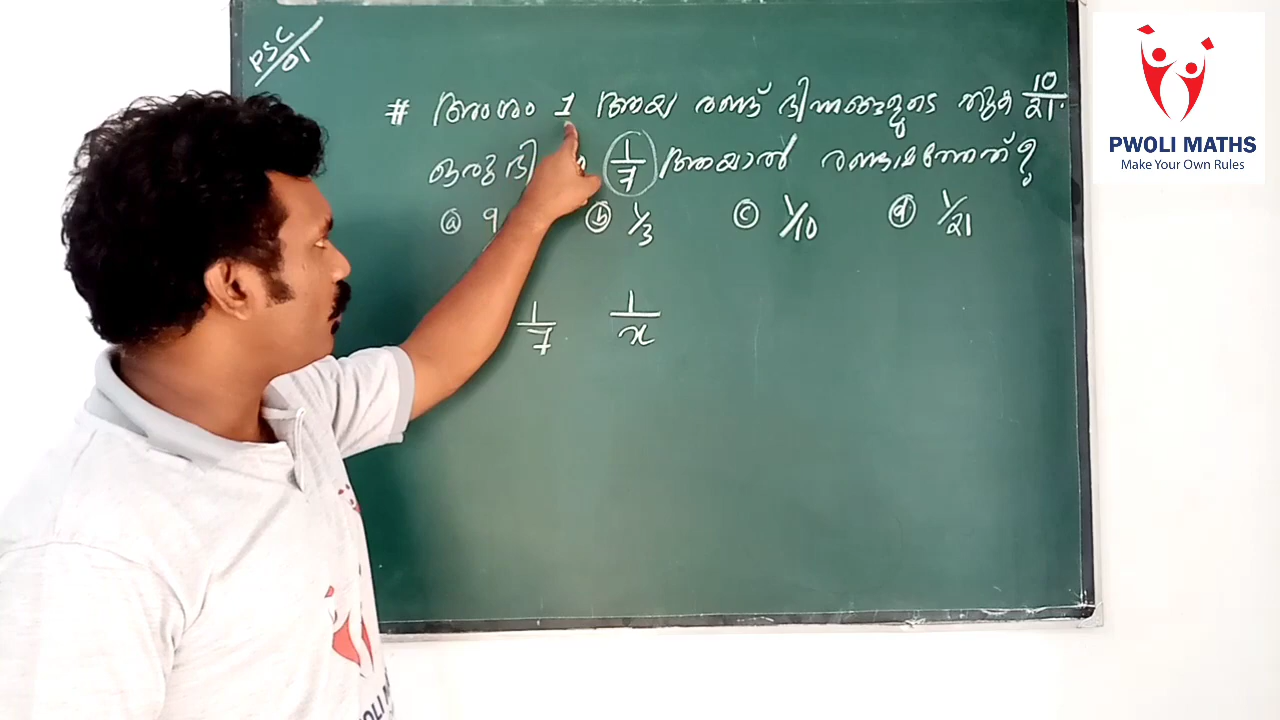 PSC/01
# അംശം 1 ആയ രണ്ട് ഭിന്നങ്ങളുടെ തുക 10/21.
ഒരു 1/7 ആയാൽ രണ്ടാമത്തേത് ?
ⓐ 9 ⓑ 1/3 ⓒ 1/10 ⓓ 1/21
1/7 1/x
PWOLI MATHS
Make Your Own Rules